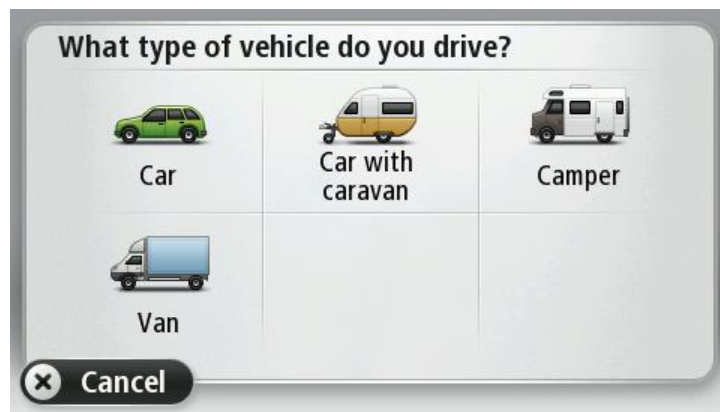 What type of vehicle do you drive?
Car
Car with
caravan
Camper
Van
Cancel